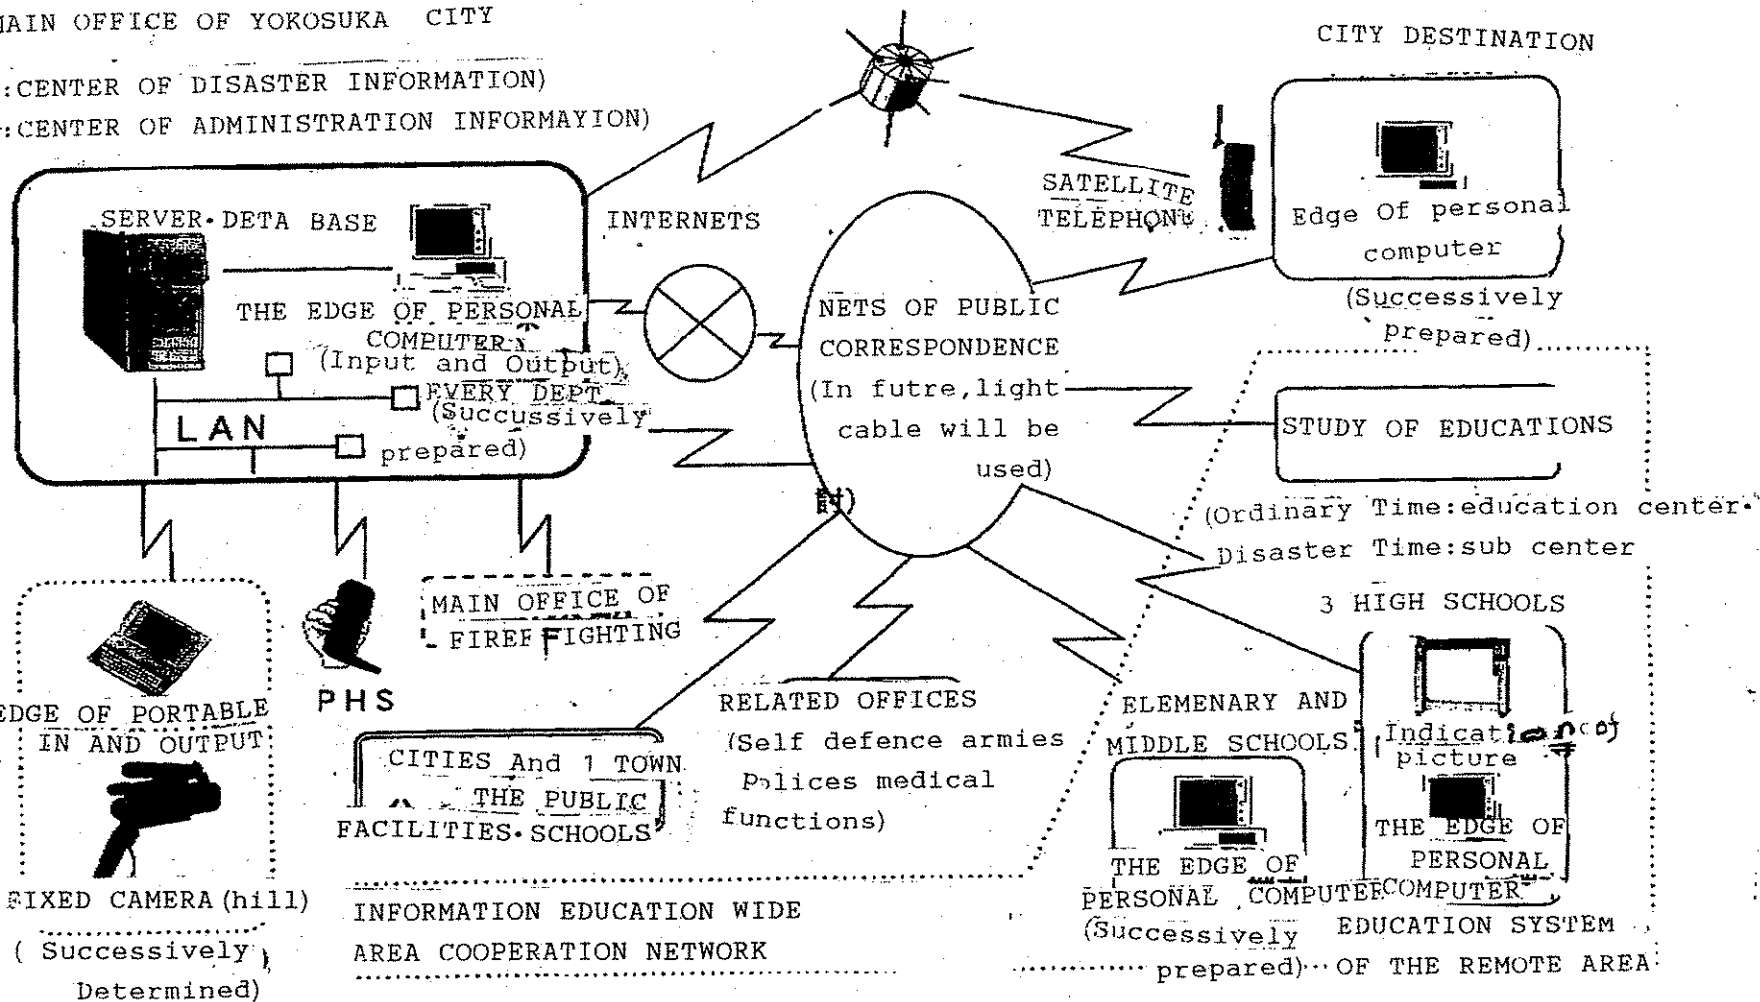 MAIN OFFICE OF YOKOSUKA CITY
:CENTER OF DISASTER INFORMATION)
:CENTER OF ADMINISTRATION INFORMAYION)
SERVER・DETA BASE
THE EDGE OF PERSONAL
COMPUTER
(Input and Output)
EVERY DEPT
(Succussively
prepared)
LAN
INTERNETS
SATELLITE
TELEPHONE
CITY DESTINATION
Edge Of personal
computer
(Successively
prepared)
NETS OF PUBLIC
CORRESPONDENCE
(In futre,light
cable will be
used)
討)
STUDY OF EDUCATIONS
(Ordinary Time:education center・
Disaster Time:sub center
3 HIGH SCHOOLS
Indication of
picture
THE EDGE OF
PERSONAL
COMPUTER
ELEMENARY AND
MIDDLE SCHOOLS
THE EDGE OF
PERSONAL COMPUTER
(Successively
prepared)
EDUCATION SYSTEM
OF THE REMOTE AREA
MAIN OFFICE OF
FIREF FIGHTING
PHS
EDGE OF PORTABLE
IN AND OUTPUT
FIXED CAMERA(hill)
( Successively
Determined)
CITIES And 1 TOWN
THE PUBLIC
FACILITIES・SCHOOLS
RELATED OFFICES
(Self defence armies
Polices medical
functions)
INFORMATION EDUCATION WIDE
AREA COOPERATION NETWORK